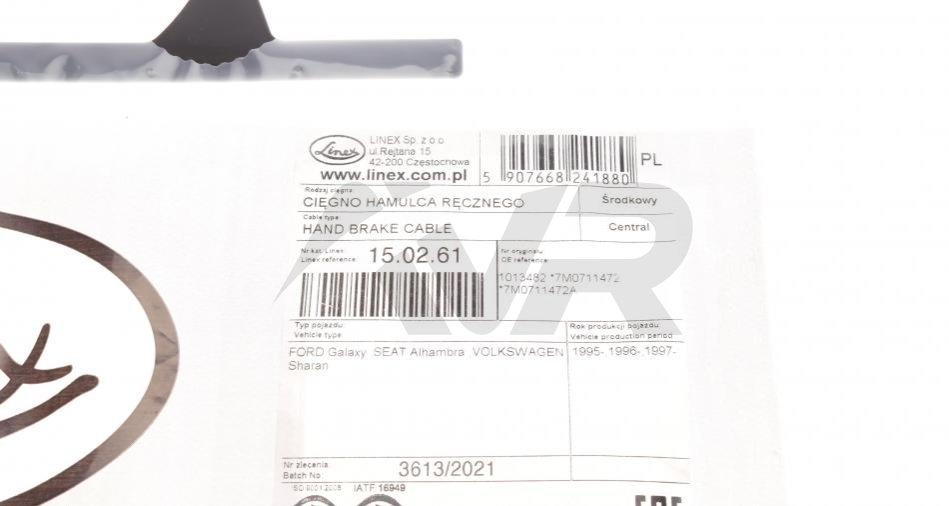 Linex
LINEX Sp. z o o
ul.Rejtana 15
42-200 Częstochowa
www.linex.com.pl
5 907668 241880
PL
Rodzaj cięgna:
CIĘGNO HAMULCA RĘCZNEGO
Środkowy
Cable type:
HAND BRAKE CABLE
Central
Nr kat. Linex:
Linex reference:
15.02.61
Nr oryginału
OE reference:
1013482 *7M0711472
*7M0711472A
Typ pojazdu:
Vehicle type:
Rok produkcji pojazdu:
Vehicle production period
FORD Galaxy SEAT Alhambra VOLKSWAGEN
Sharan
1995- 1996- 1997-
Nr zlecenia:
Batch No:
3613/2021
ISO 9001:2008 IATF 16949